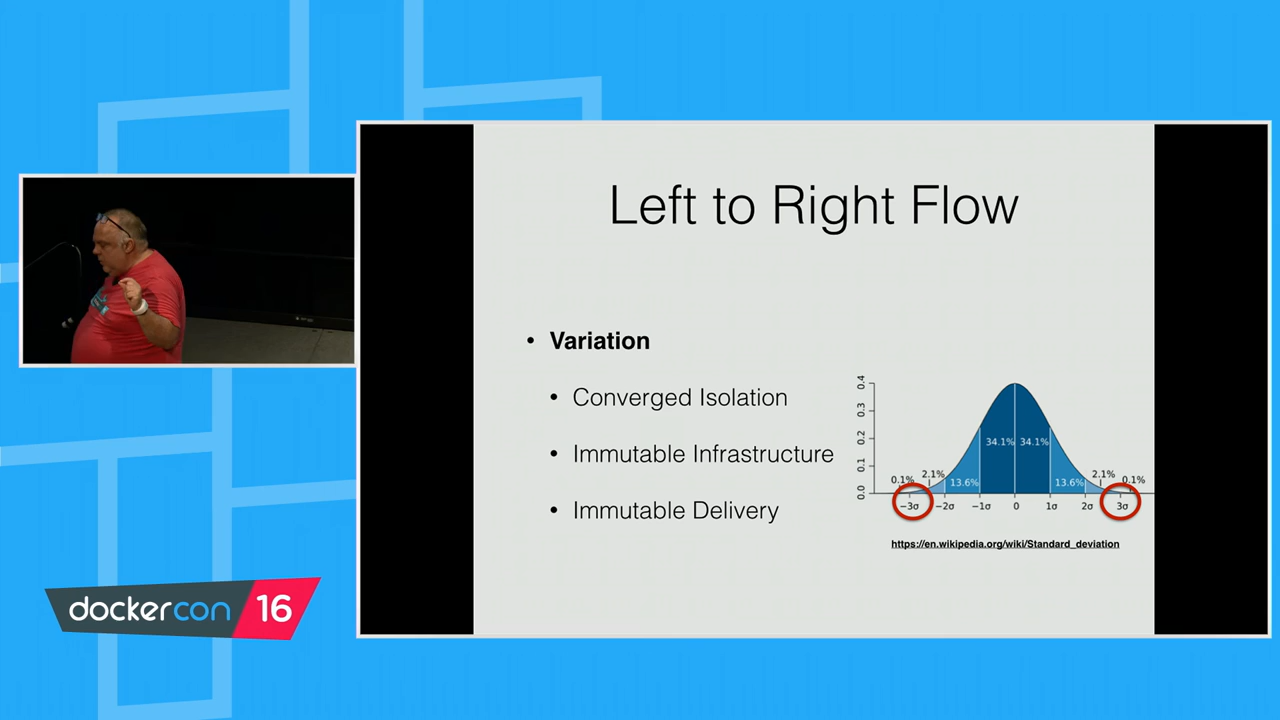 Left to Right Flow
• Variation
• Converged Isolation
• Immutable Infrastructure
• Immutable Delivery
0.4
0.3
0.2
0.1
0.0
34.1% 34.1%
0.1% 2.1% 13.6% 13.6% 2.1% 0.1%
−3σ −2σ −1σ 0 1σ 2σ 3σ
https://en.wikipedia.org/wiki/Standard_deviation
dockercon 16